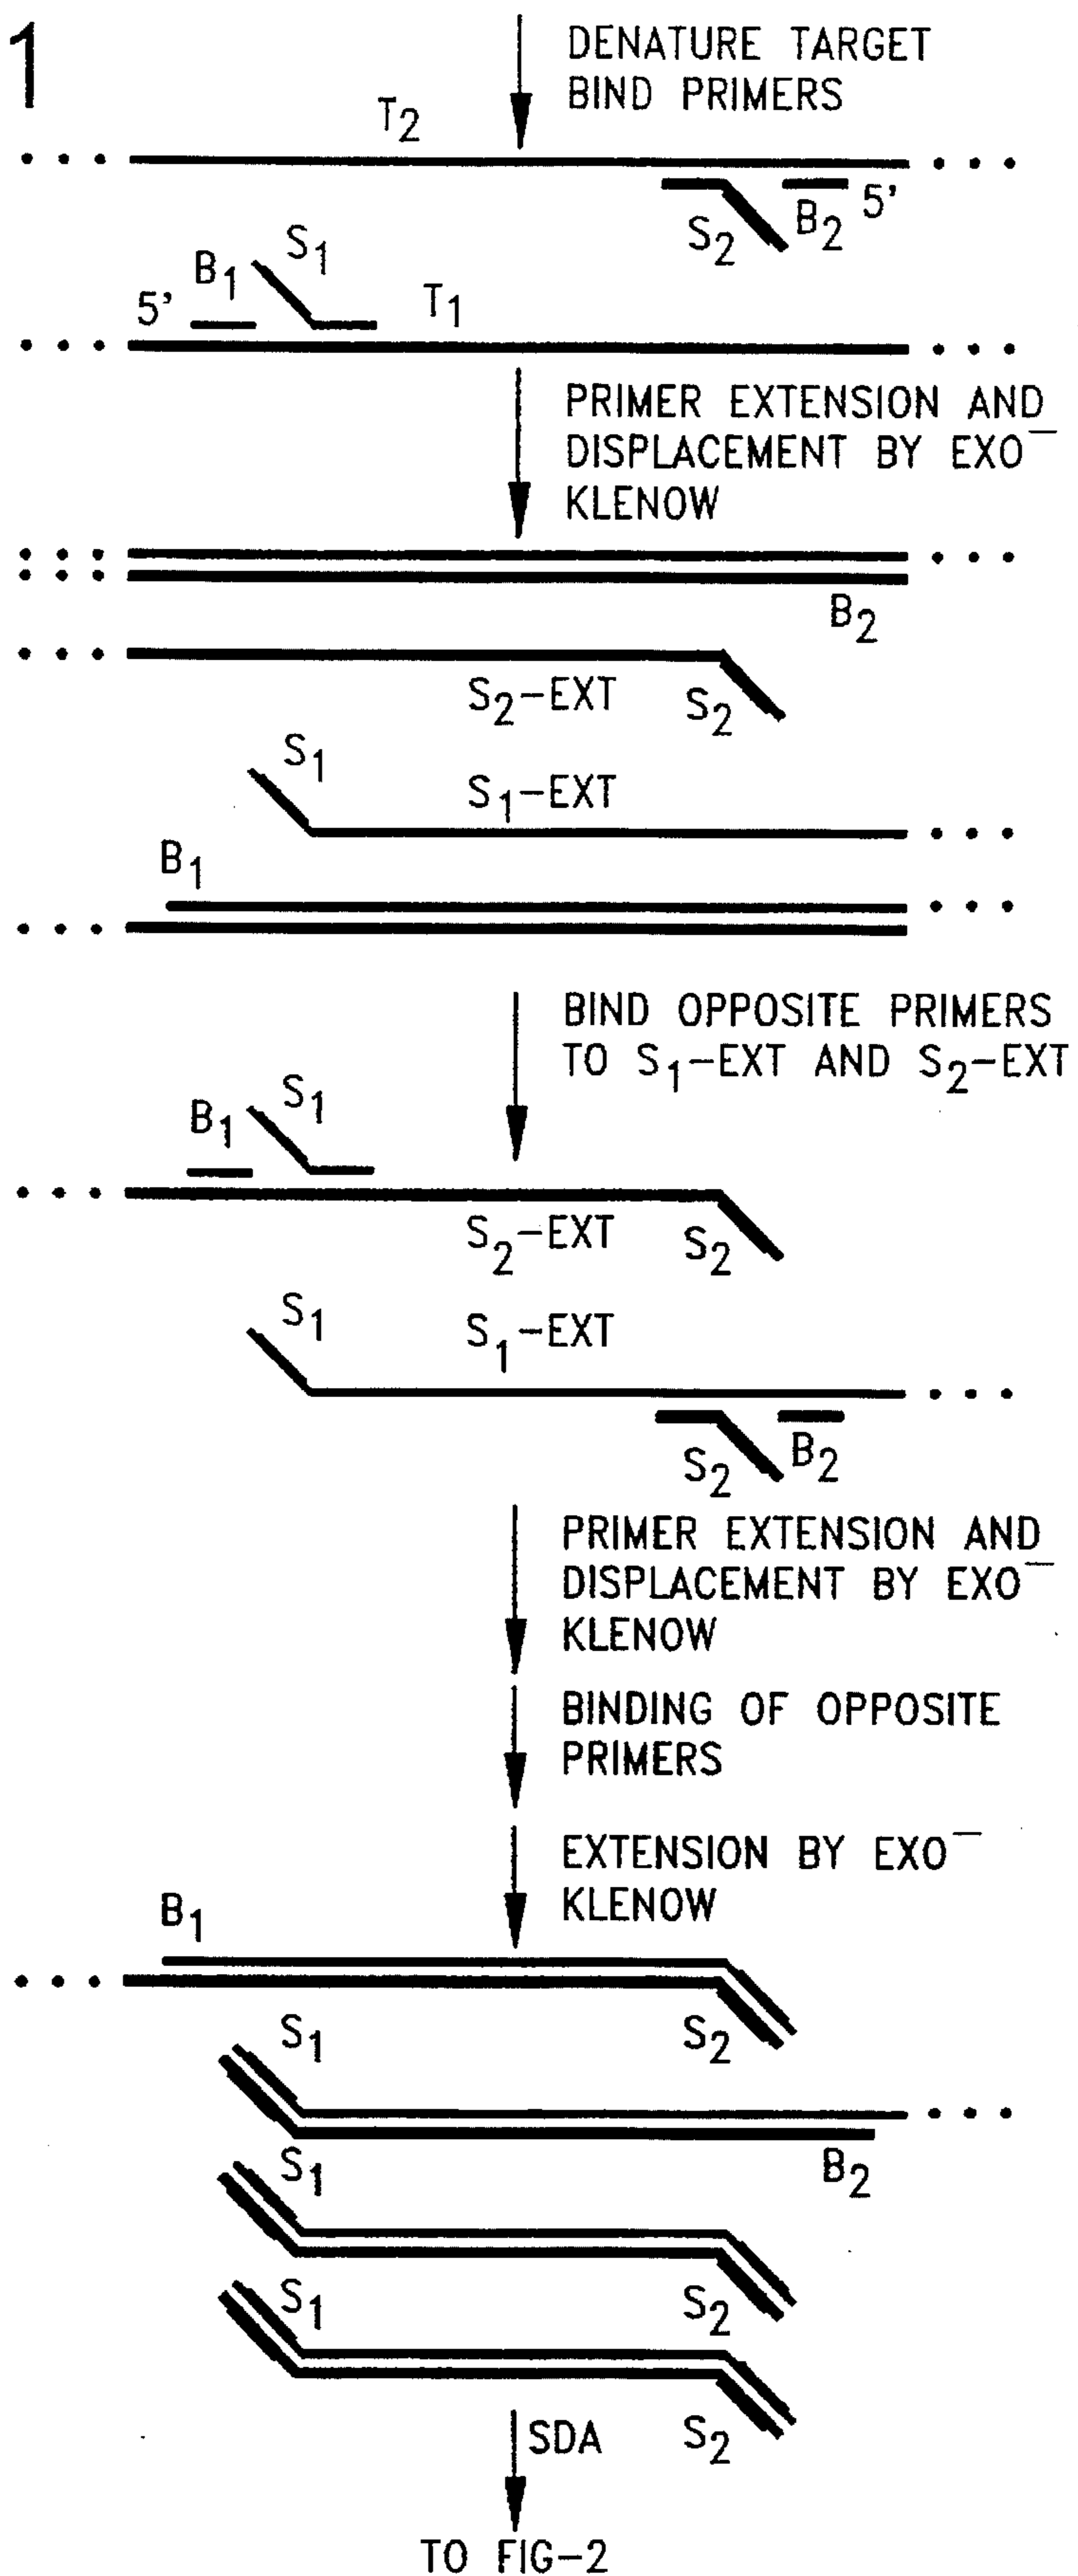 1
DENATURE TARGET
BIND PRIMERS
T2
S2
B2
5'
S1
B1
5'
T1
PRIMER EXTENSION AND
DISPLACEMENT BY EXO‾
KLENOW
B2
S2-EXT
S2
S1
S1-EXT
B1
BIND OPPOSITE PRIMERS
TO S1-EXT AND S2-EXT
S1
B1
S2-EXT
S2
S1
S1-EXT
S2
B2
PRIMER EXTENSION AND
DISPLACEMENT BY EXO‾
KLENOW
BINDING OF OPPOSITE
PRIMERS
EXTENSION BY EXO‾
KLENOW
B1
S1
S2
S1
B2
S1
S2
S2
SDA
TO FIG-2